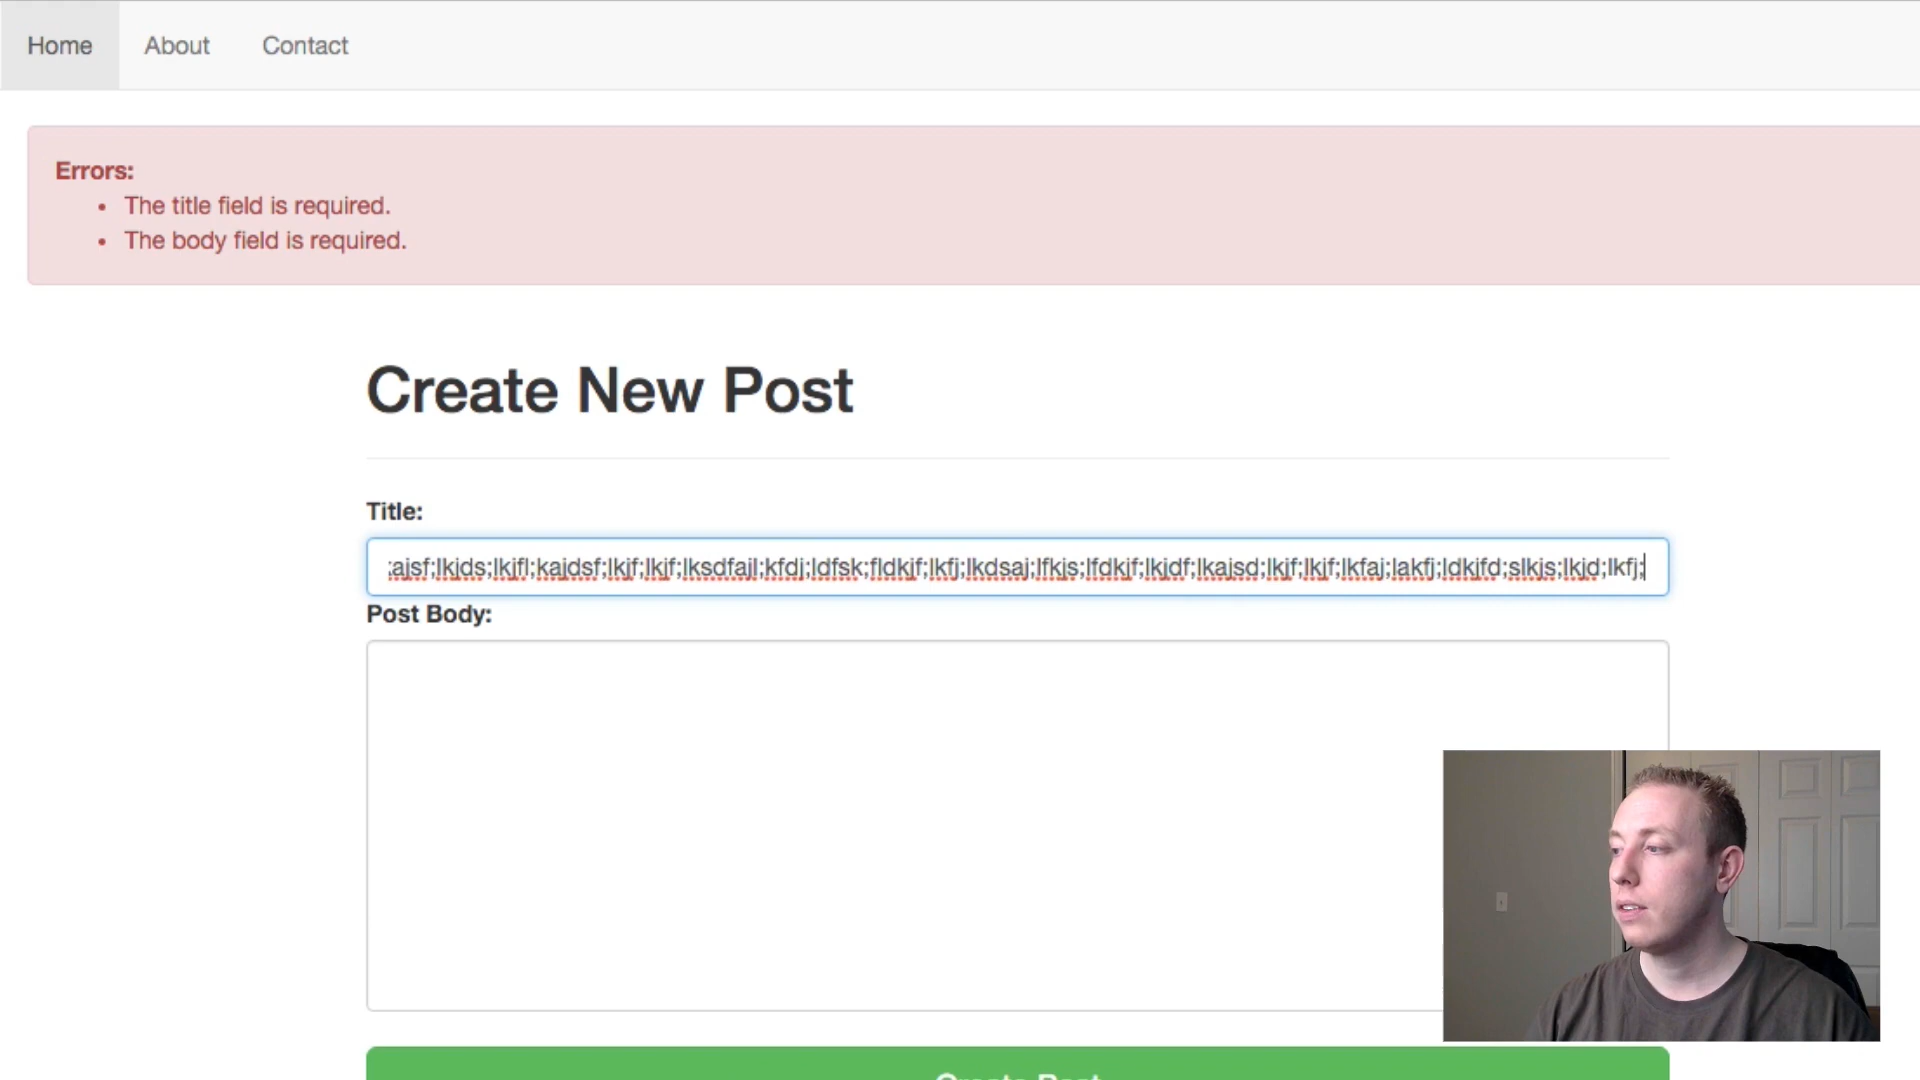 Home About Contact
Errors:
• The title field is required.
• The body field is required.
Create New Post
Title:
;ajsf;lkjds;lkjfl;kajdsf;lkjf;lkjf;lksdfajl;kfdj;ldfsk;fldkjf;lkfj;lkdsaj;lfkjs;lfdkjf;lkjdf;lkajsd;lkjf;lkjf;lkfaj;lakfj;ldkjfd;slkjs;lkjd;lkfj;
Post Body:
Create Post